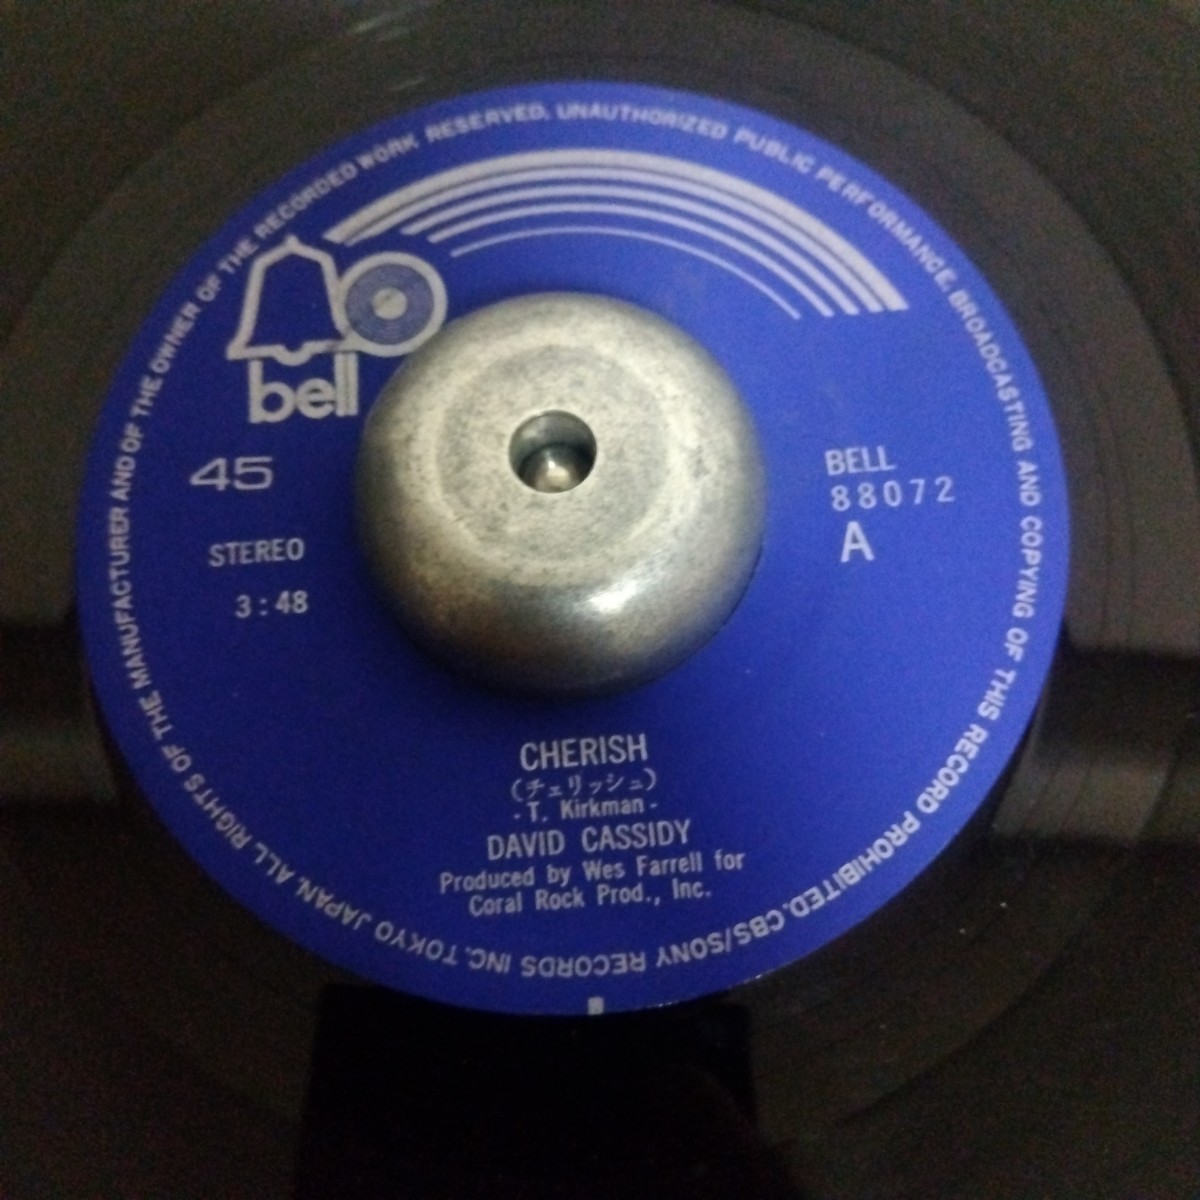 bell
45
STEREO
3:48
BELL
88072
A
CHERISH
(チェリッシュ)
-T. Kirkman-
DAVID CASSIDY
Produced by Wes Farrell for
Coral Rock Prod., Inc.
ALL RIGHTS OF THE MANUFACTURER AND OF THE OWNER OF THE RECORDED WORK RESERVED. UNAUTHORIZED PUBLIC PERFORMANCE, BROADCASTING AND COPYING OF THIS RECORD PROHIBITED. CBS/SONY RECORDS INC. TOKYO JAPAN.